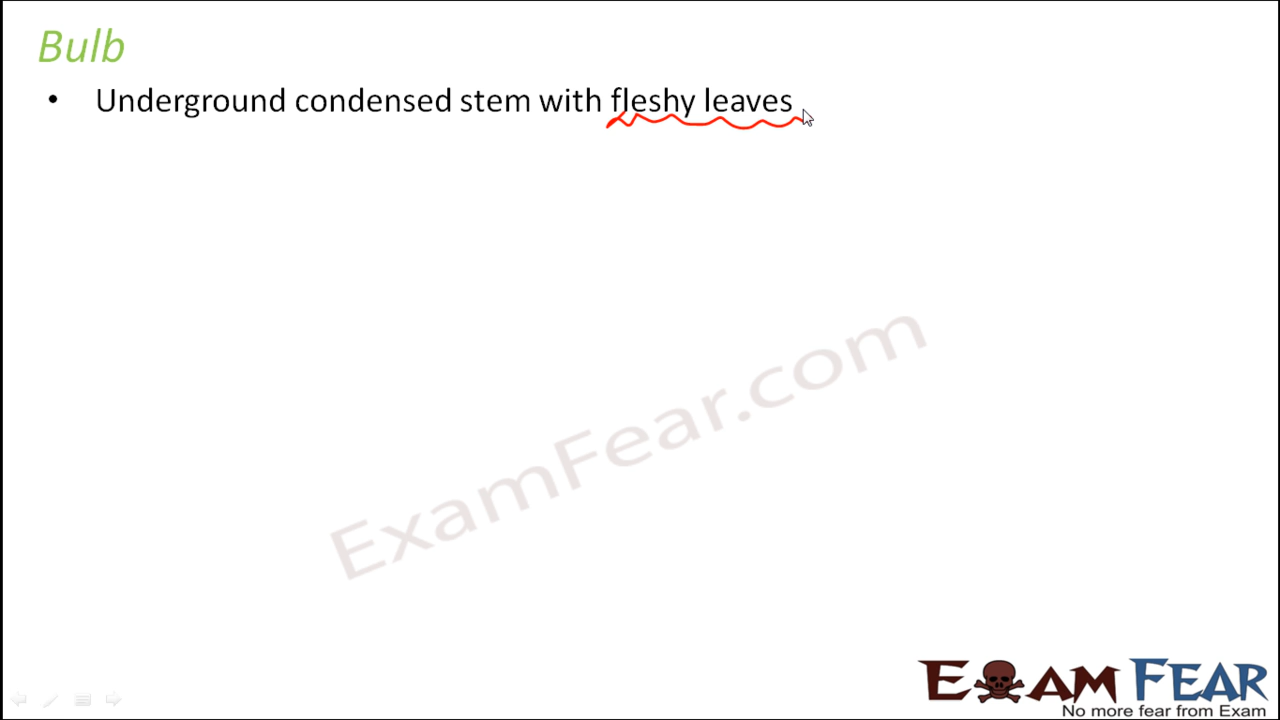 Bulb
• Underground condensed stem with fleshy leaves
ExamFear.com
EXAM FEAR
No more fear from Exam